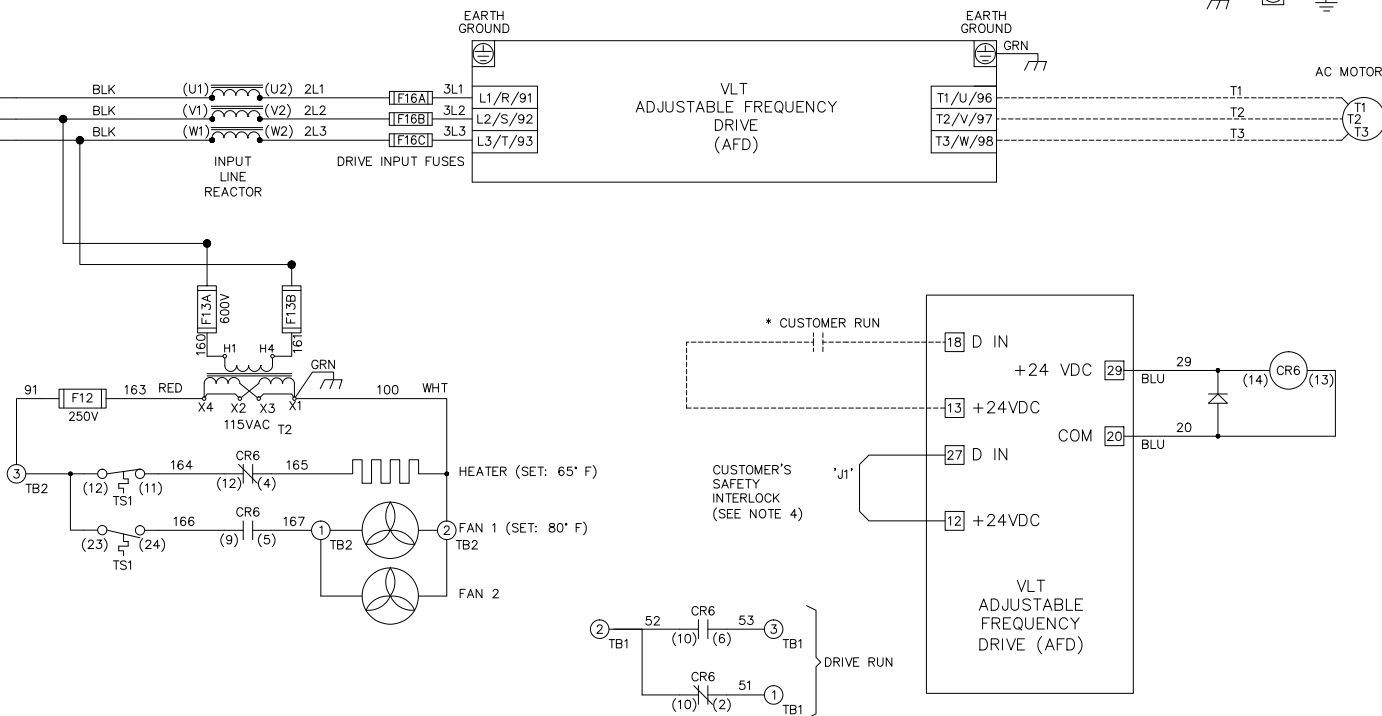 EARTH
GROUND
EARTH
GROUND
GRN
AC MOTOR
BLK (U1) (U2) 2L1 F16A 3L1 L1/R/91
BLK (V1) (V2) 2L2 F16B 3L2 L2/S/92
BLK (W1) (W2) 2L3 F16C 3L3 L3/T/93
INPUT
LINE
REACTOR
DRIVE INPUT FUSES
VLT
ADJUSTABLE FREQUENCY
DRIVE
(AFD)
T1/U/96 T1 T1
T2/V/97 T2 T2
T3/W/98 T3 T3
F13A
600V
F13B
160
161
H1 H4
GRN
91 F12 163 RED
250V
X4 X2 X3 X1
115VAC T2
100 WHT
3
TB2
(12) (11)
TS1
164
CR6
(12) (4)
165
HEATER (SET: 65° F)
(23) (24)
TS1
166
CR6
(9) (5)
167
1
TB2
2
TB2
FAN 1 (SET: 80° F)
FAN 2
* CUSTOMER RUN
18 D IN
13 +24VDC
27 D IN
12 +24VDC
'J1'
CUSTOMER'S
SAFETY
INTERLOCK
(SEE NOTE 4)
+24 VDC 29
BLU
29
COM 20
BLU
20
(14) CR6 (13)
VLT
ADJUSTABLE
FREQUENCY
DRIVE (AFD)
2
TB1
52
CR6
(10) (6)
53
3
TB1
CR6
(10) (2)
51
1
TB1
DRIVE RUN